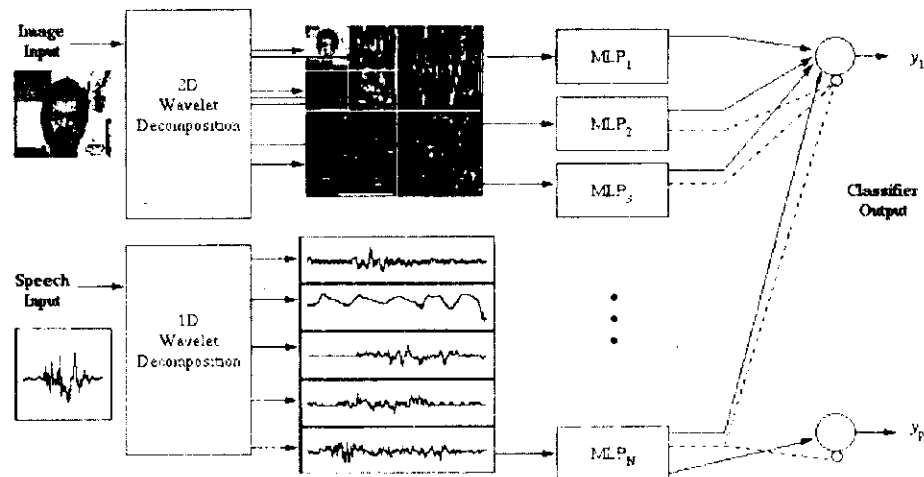 Image
Input
2D
Wavelet
Decomposition
MLP1
MLP2
MLP3
y1
Classifier
Output
Speech
Input
1D
Wavelet
Decomposition
MLPN
yp